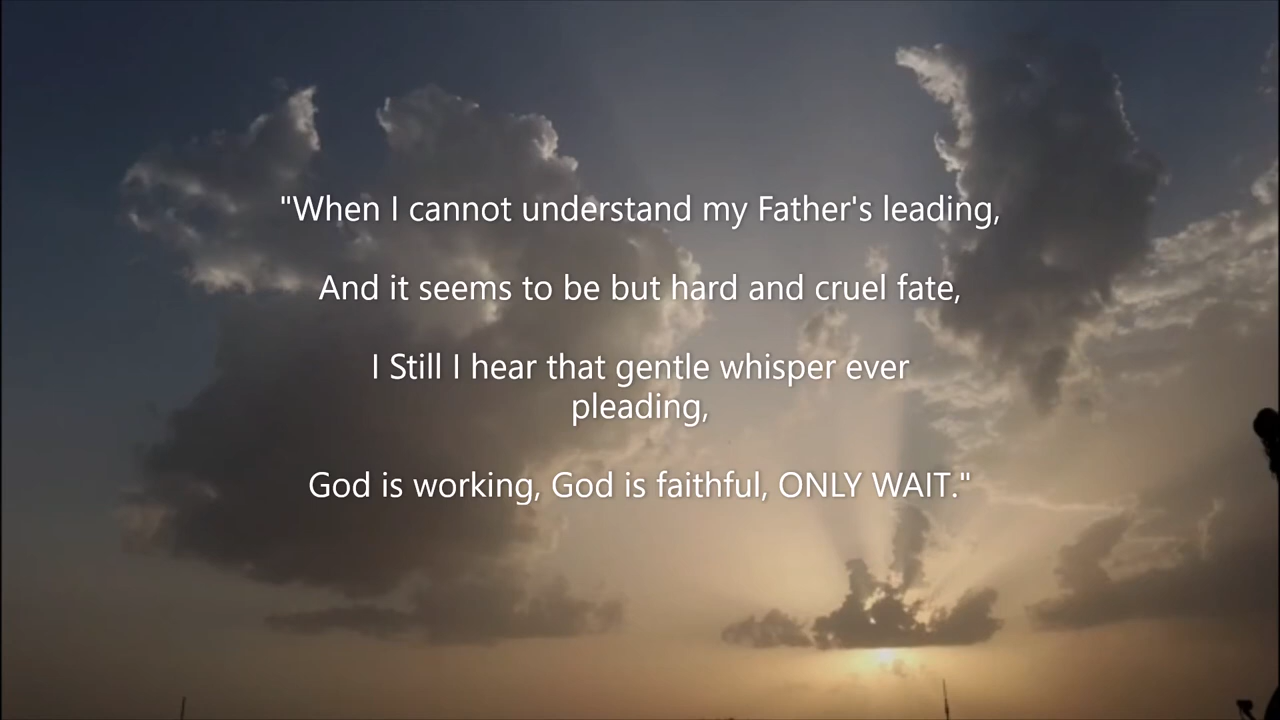 "When I cannot understand my Father's leading,
And it seems to be but hard and cruel fate,
I Still I hear that gentle whisper ever
pleading,
God is working, God is faithful, ONLY WAIT."